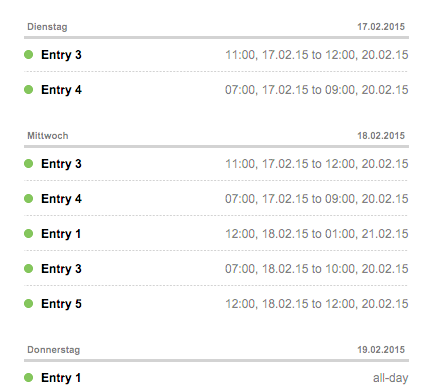 Dienstag 17.02.2015
Entry 3 11:00, 17.02.15 to 12:00, 20.02.15
Entry 4 07:00, 17.02.15 to 09:00, 20.02.15
Mittwoch 18.02.2015
Entry 3 11:00, 17.02.15 to 12:00, 20.02.15
Entry 4 07:00, 17.02.15 to 09:00, 20.02.15
Entry 1 12:00, 18.02.15 to 01:00, 21.02.15
Entry 3 07:00, 18.02.15 to 10:00, 20.02.15
Entry 5 12:00, 18.02.15 to 12:00, 20.02.15
Donnerstag 19.02.2015
Entry 1 all-day